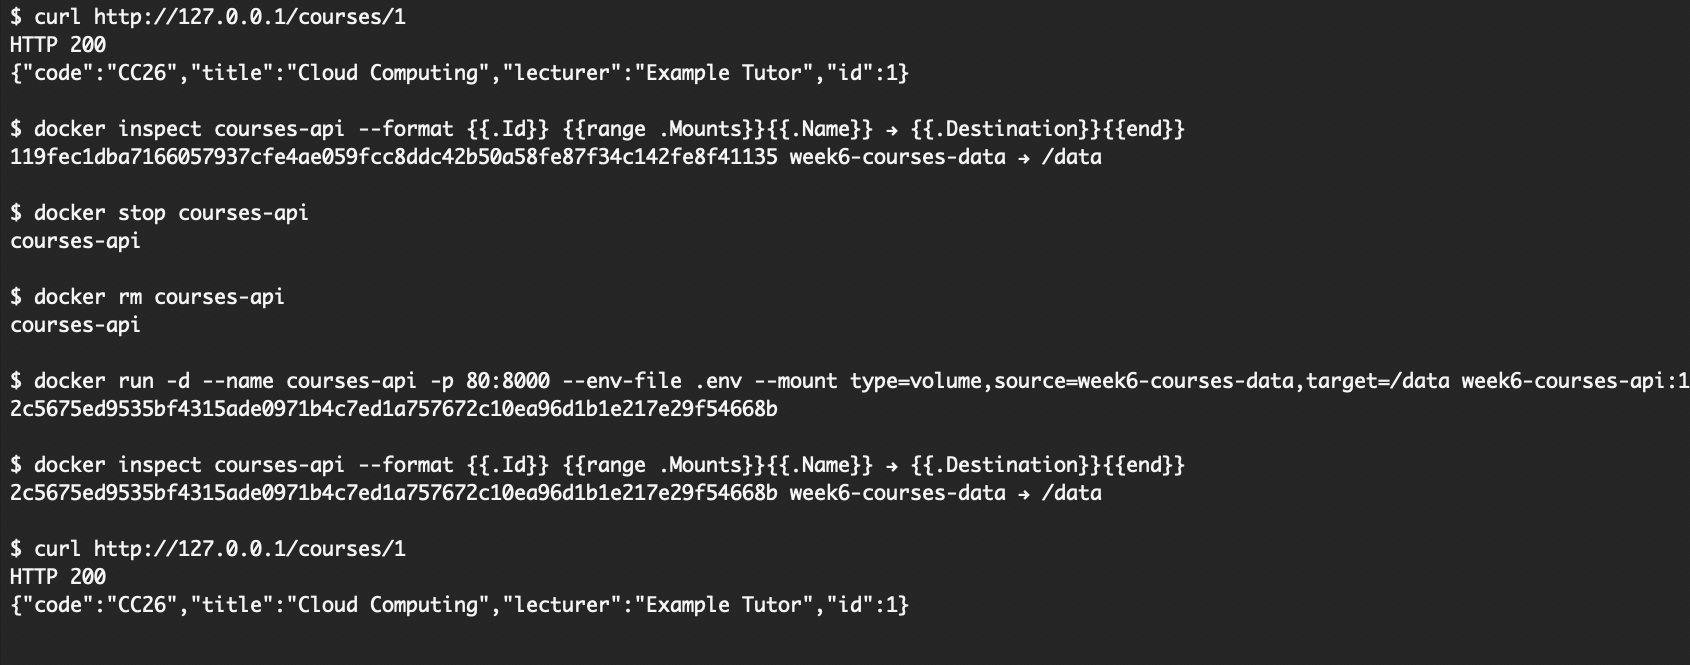 $ curl http://127.0.0.1/courses/1
HTTP 200
{"code":"CC26","title":"Cloud Computing","lecturer":"Example Tutor","id":1}
$ docker inspect courses-api --format {{.Id}} {{range .Mounts}}{{.Name}} → {{.Destination}}{{end}}
119fec1dba7166057937cfe4ae059fcc8ddc42b50a58fe87f34c142fe8f41135 week6-courses-data → /data
$ docker stop courses-api
courses-api
$ docker rm courses-api
courses-api
$ docker run -d --name courses-api -p 80:8000 --env-file .env --mount type=volume,source=week6-courses-data,target=/data week6-courses-api:1
2c5675ed9535bf4315ade0971b4c7ed1a757672c10ea96d1b1e217e29f54668b
$ docker inspect courses-api --format {{.Id}} {{range .Mounts}}{{.Name}} → {{.Destination}}{{end}}
2c5675ed9535bf4315ade0971b4c7ed1a757672c10ea96d1b1e217e29f54668b week6-courses-data → /data
$ curl http://127.0.0.1/courses/1
HTTP 200
{"code":"CC26","title":"Cloud Computing","lecturer":"Example Tutor","id":1}